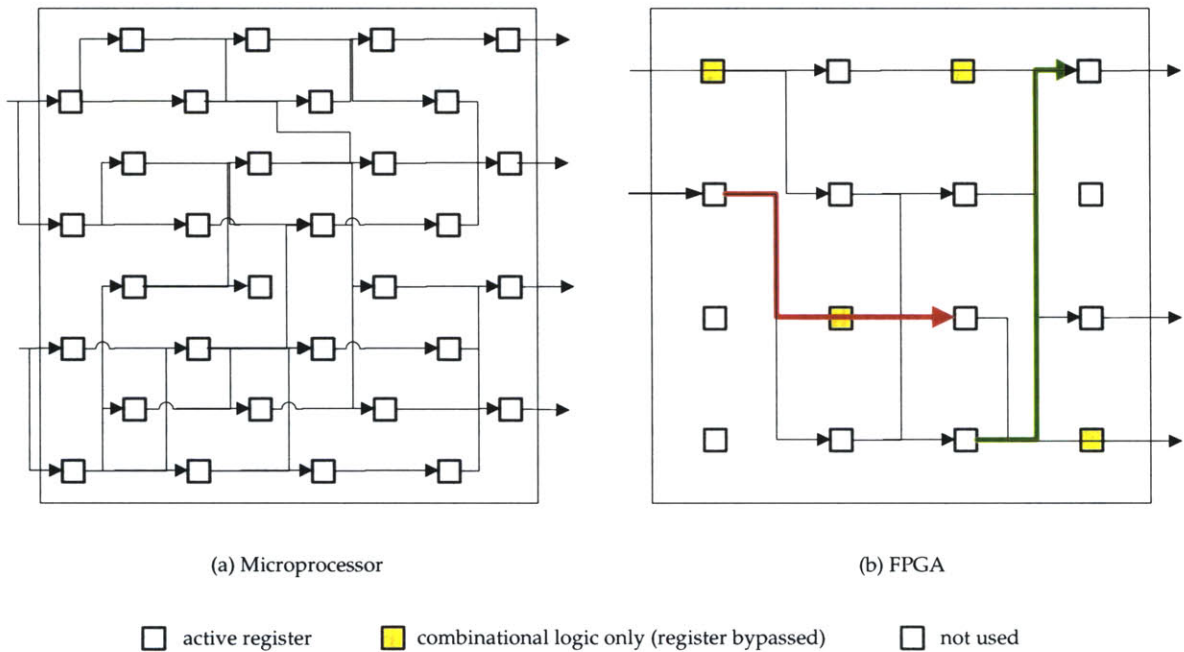 (a) Microprocessor
(b) FPGA
active register
combinational logic only (register bypassed)
not used